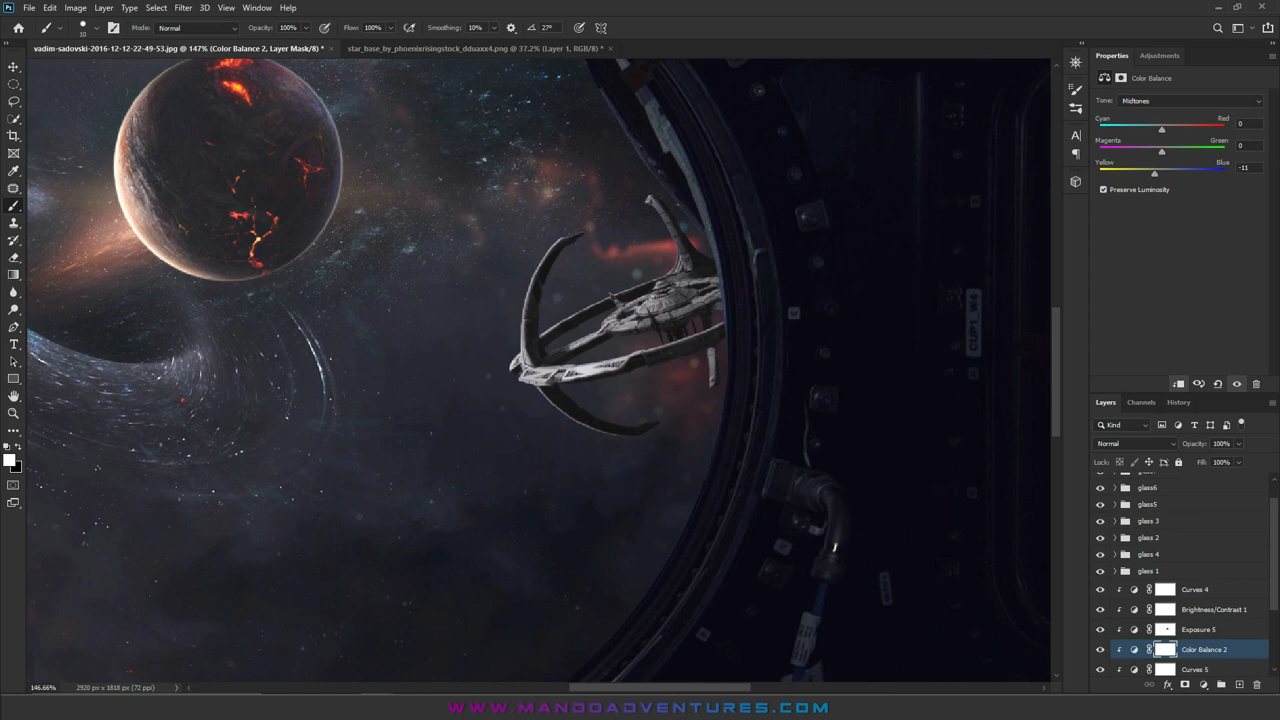 File Edit Image Layer Type Select Filter 3D View Window Help
10 Mode: Normal Opacity: 100% Flow: 100% Smoothing: 10% 27º
vadim-sadovski-2016-12-12-22-49-53.jpg @ 147% (Color Balance 2, Layer Mask/8) * × star_base_by_phoenixrisingstock_dduaxx4.png @ 37.2% (Layer 1, RGB/8) * ×
Properties Adjustments
Color Balance
Tone: Midtones
Cyan Red 0
Magenta Green 0
Yellow Blue -11
Preserve Luminosity
CUP1_W4
Layers Channels History
Kind
Normal Opacity: 100%
Lock: Fill: 100%
glass6
glass5
glass 3
glass 2
glass 4
glass 1
Curves 4
Brightness/Contrast 1
Exposure 5
Color Balance 2
Curves 5
146.66% 2920 px x 1818 px (72 ppi)
WWW.MANDOADVENTURES.COM